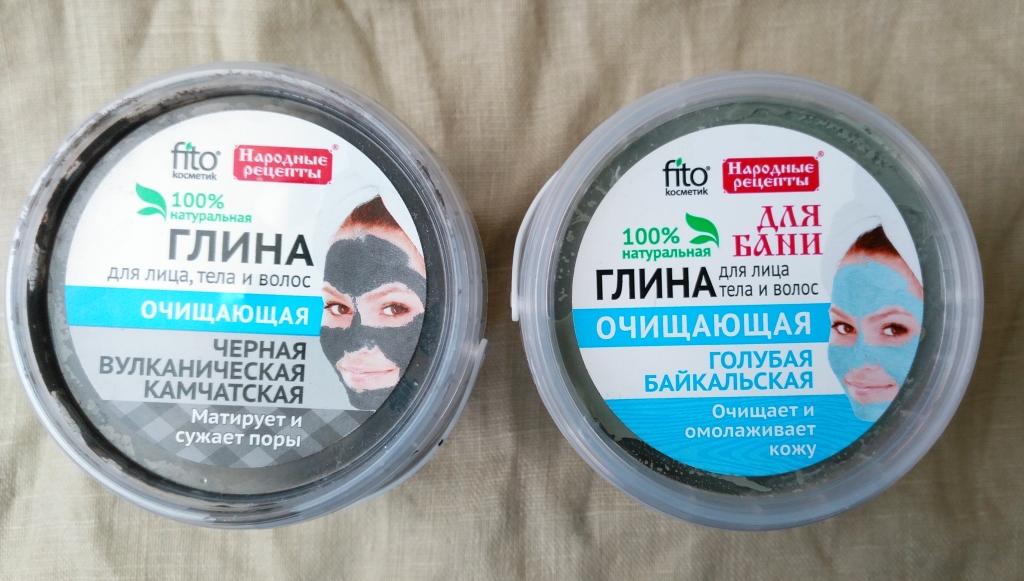 fito®
косметик
Народные®
рецепты
100%
натуральная
ГЛИНА
для лица, тела и волос
ОЧИЩАЮЩАЯ
ЧЕРНАЯ
ВУЛКАНИЧЕСКАЯ
КАМЧАТСКАЯ
Матирует и
сужает поры
fito®
косметик
Народные®
рецепты
ДЛЯ
БАНИ
100%
натуральная
ГЛИНА
для лица
тела и волос
ОЧИЩАЮЩАЯ
ГОЛУБАЯ
БАЙКАЛЬСКАЯ
Очищает и
омолаживает
кожу